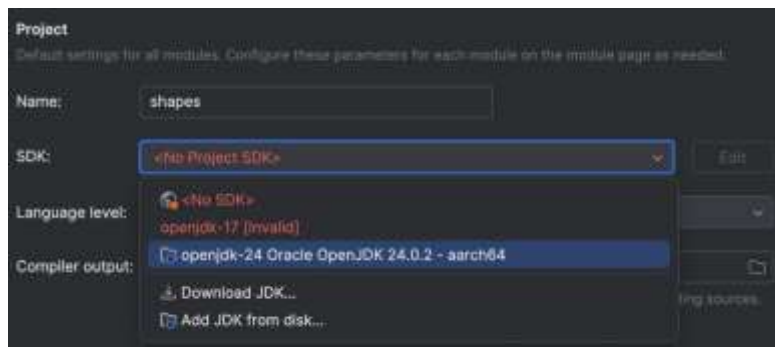 Project
Default settings for all modules. Configure these parameters for each module on the module page as needed.
Name:
shapes
SDK:
<No Project SDK>
Edit
<No SDK>
openjdk-17 [Invalid]
Language level:
openjdk-24 Oracle OpenJDK 24.0.2 - aarch64
Compiler output:
Download JDK...
ting sources.
Add JDK from disk...